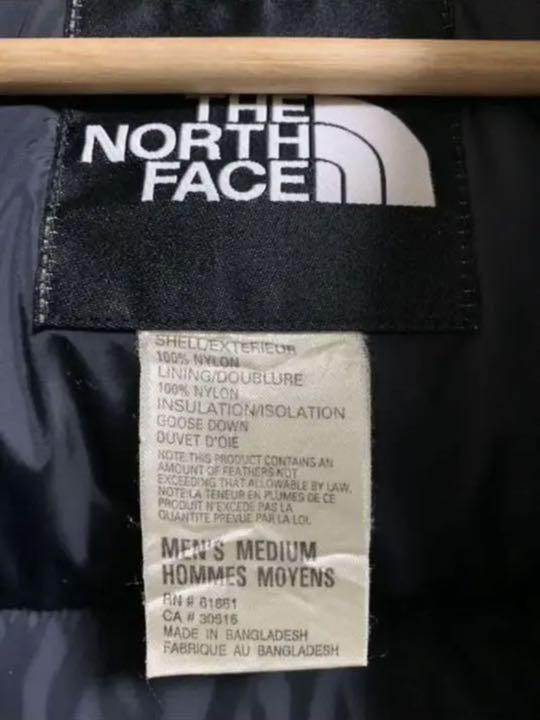 THE
NORTH
FACE
SHELL/EXTERIEUR
100% NYLON
LINING/DOUBLURE
100% NYLON
INSULATION/ISOLATION
GOOSE DOWN
DUVET D'OIE
NOTE:THIS PRODUCT CONTAINS AN
AMOUNT OF FEATHERS NOT
EXCEEDING THAT ALLOWABLE BY LAW.
NOTE:LA TENEUR EN PLUMES DE CE
PRODUIT N'EXCEDE PAS LA
QUANTITE PREVUE PAR LA LOI.
MEN'S MEDIUM
HOMMES MOYENS
RN # 61661
CA # 30516
MADE IN BANGLADESH
FABRIQUE AU BANGLADESH